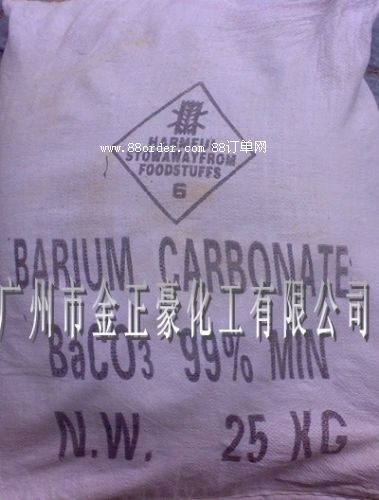 HARMFUL
www.88order.com 88订单网
STOWAWAYFROM
FOODSTUFFS
6
BARIUM CARBONATE
广州市金正豪化工有限公司
BaCO3 99% MIN
N.W. 25 KG